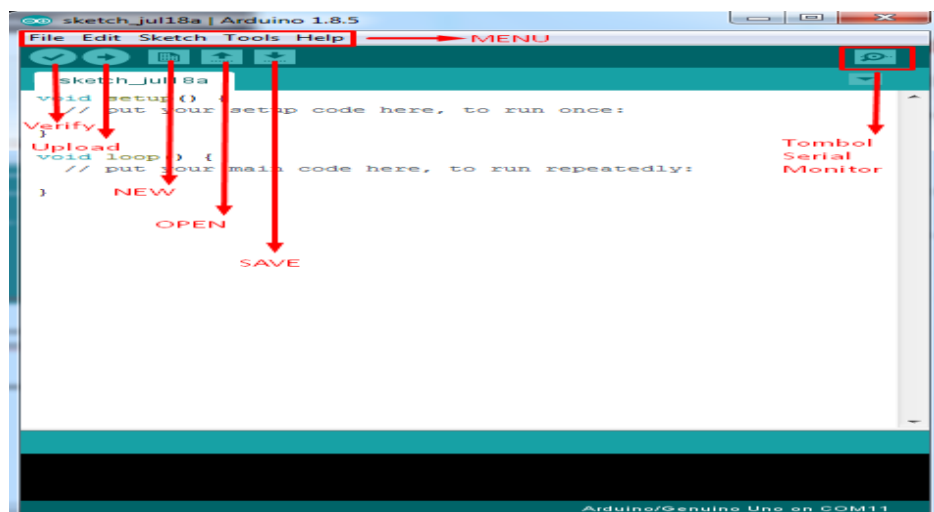 sketch_jul18a | Arduino 1.8.5
File Edit Sketch Tools Help
MENU
sketch_jul18a
void setup() {
// put your setup code here, to run once:
Verify
}
Upload
void loop() {
// put your main code here, to run repeatedly:
}
NEW
OPEN
SAVE
Tombol
Serial
Monitor
Arduino/Genuino Uno on COM11